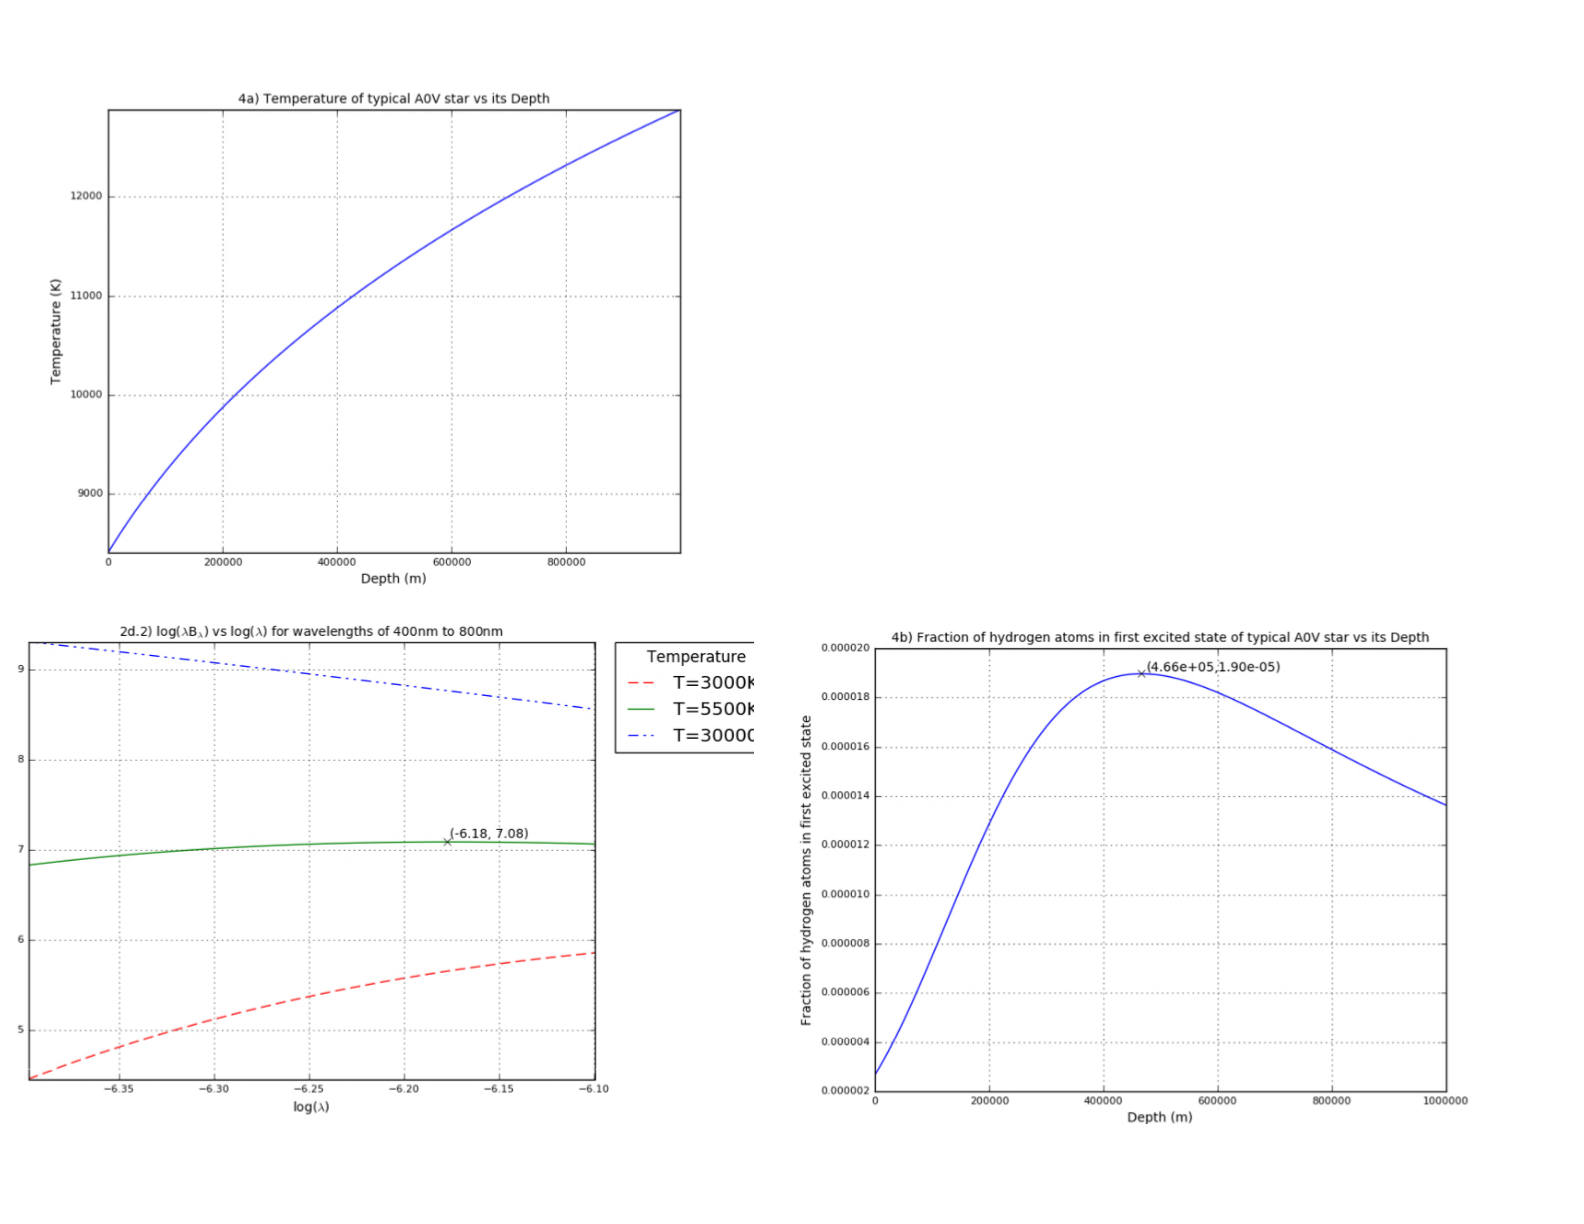 4a) Temperature of typical A0V star vs its Depth
12000
11000
10000
9000
Temperature (K)
0 200000 400000 600000 800000
Depth (m)
2d.2) log(λB_λ) vs log(λ) for wavelengths of 400nm to 800nm
9
8
7
6
5
(-6.18, 7.08)
−6.35 −6.30 −6.25 −6.20 −6.15 −6.10
log(λ)
Temperature
T=3000K
T=5500K
T=30000
4b) Fraction of hydrogen atoms in first excited state of typical A0V star vs its Depth
0.000020
0.000018
0.000016
0.000014
0.000012
0.000010
0.000008
0.000006
0.000004
0.000002
Fraction of hydrogen atoms in first excited state
(4.66e+05,1.90e-05)
0 200000 400000 600000 800000 1000000
Depth (m)